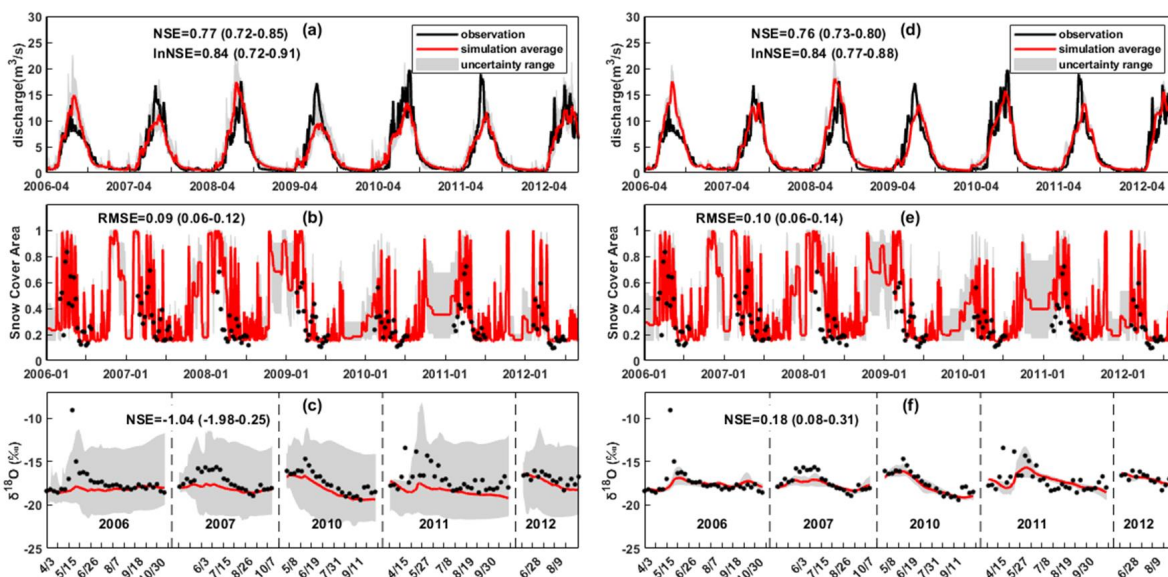 30
25
20
15
10
5
0
discharge(m³/s)
NSE=0.77 (0.72-0.85)
lnNSE=0.84 (0.72-0.91)
(a)
observation
simulation average
uncertainty range
2006-04 2007-04 2008-04 2009-04 2010-04 2011-04 2012-04
30
25
20
15
10
5
0
discharge(m³/s)
NSE=0.76 (0.73-0.80)
lnNSE=0.84 (0.77-0.88)
(d)
observation
simulation average
uncertainty range
2006-04 2007-04 2008-04 2009-04 2010-04 2011-04 2012-04
1
0.8
0.6
0.4
0.2
0
Snow Cover Area
RMSE=0.09 (0.06-0.12)
(b)
2006-01 2007-01 2008-01 2009-01 2010-01 2011-01 2012-01
1
0.8
0.6
0.4
0.2
0
Snow Cover Area
RMSE=0.10 (0.06-0.14)
(e)
2006-01 2007-01 2008-01 2009-01 2010-01 2011-01 2012-01
-10
-15
-20
-25
δ¹⁸O (‰)
NSE=-1.04 (-1.98-0.25)
(c)
2006 2007 2010 2011 2012
4/3 5/15 6/26 8/7 9/18 10/30 6/3 7/15 8/26 10/7 5/8 6/19 7/31 9/11 4/15 5/27 7/8 8/19 9/30 6/28 8/9
-10
-15
-20
-25
δ¹⁸O (‰)
NSE=0.18 (0.08-0.31)
(f)
2006 2007 2010 2011 2012
4/3 5/15 6/26 8/7 9/18 10/30 6/3 7/15 8/26 10/7 5/8 6/19 7/31 9/11 4/15 5/27 7/8 8/19 9/30 6/28 8/9